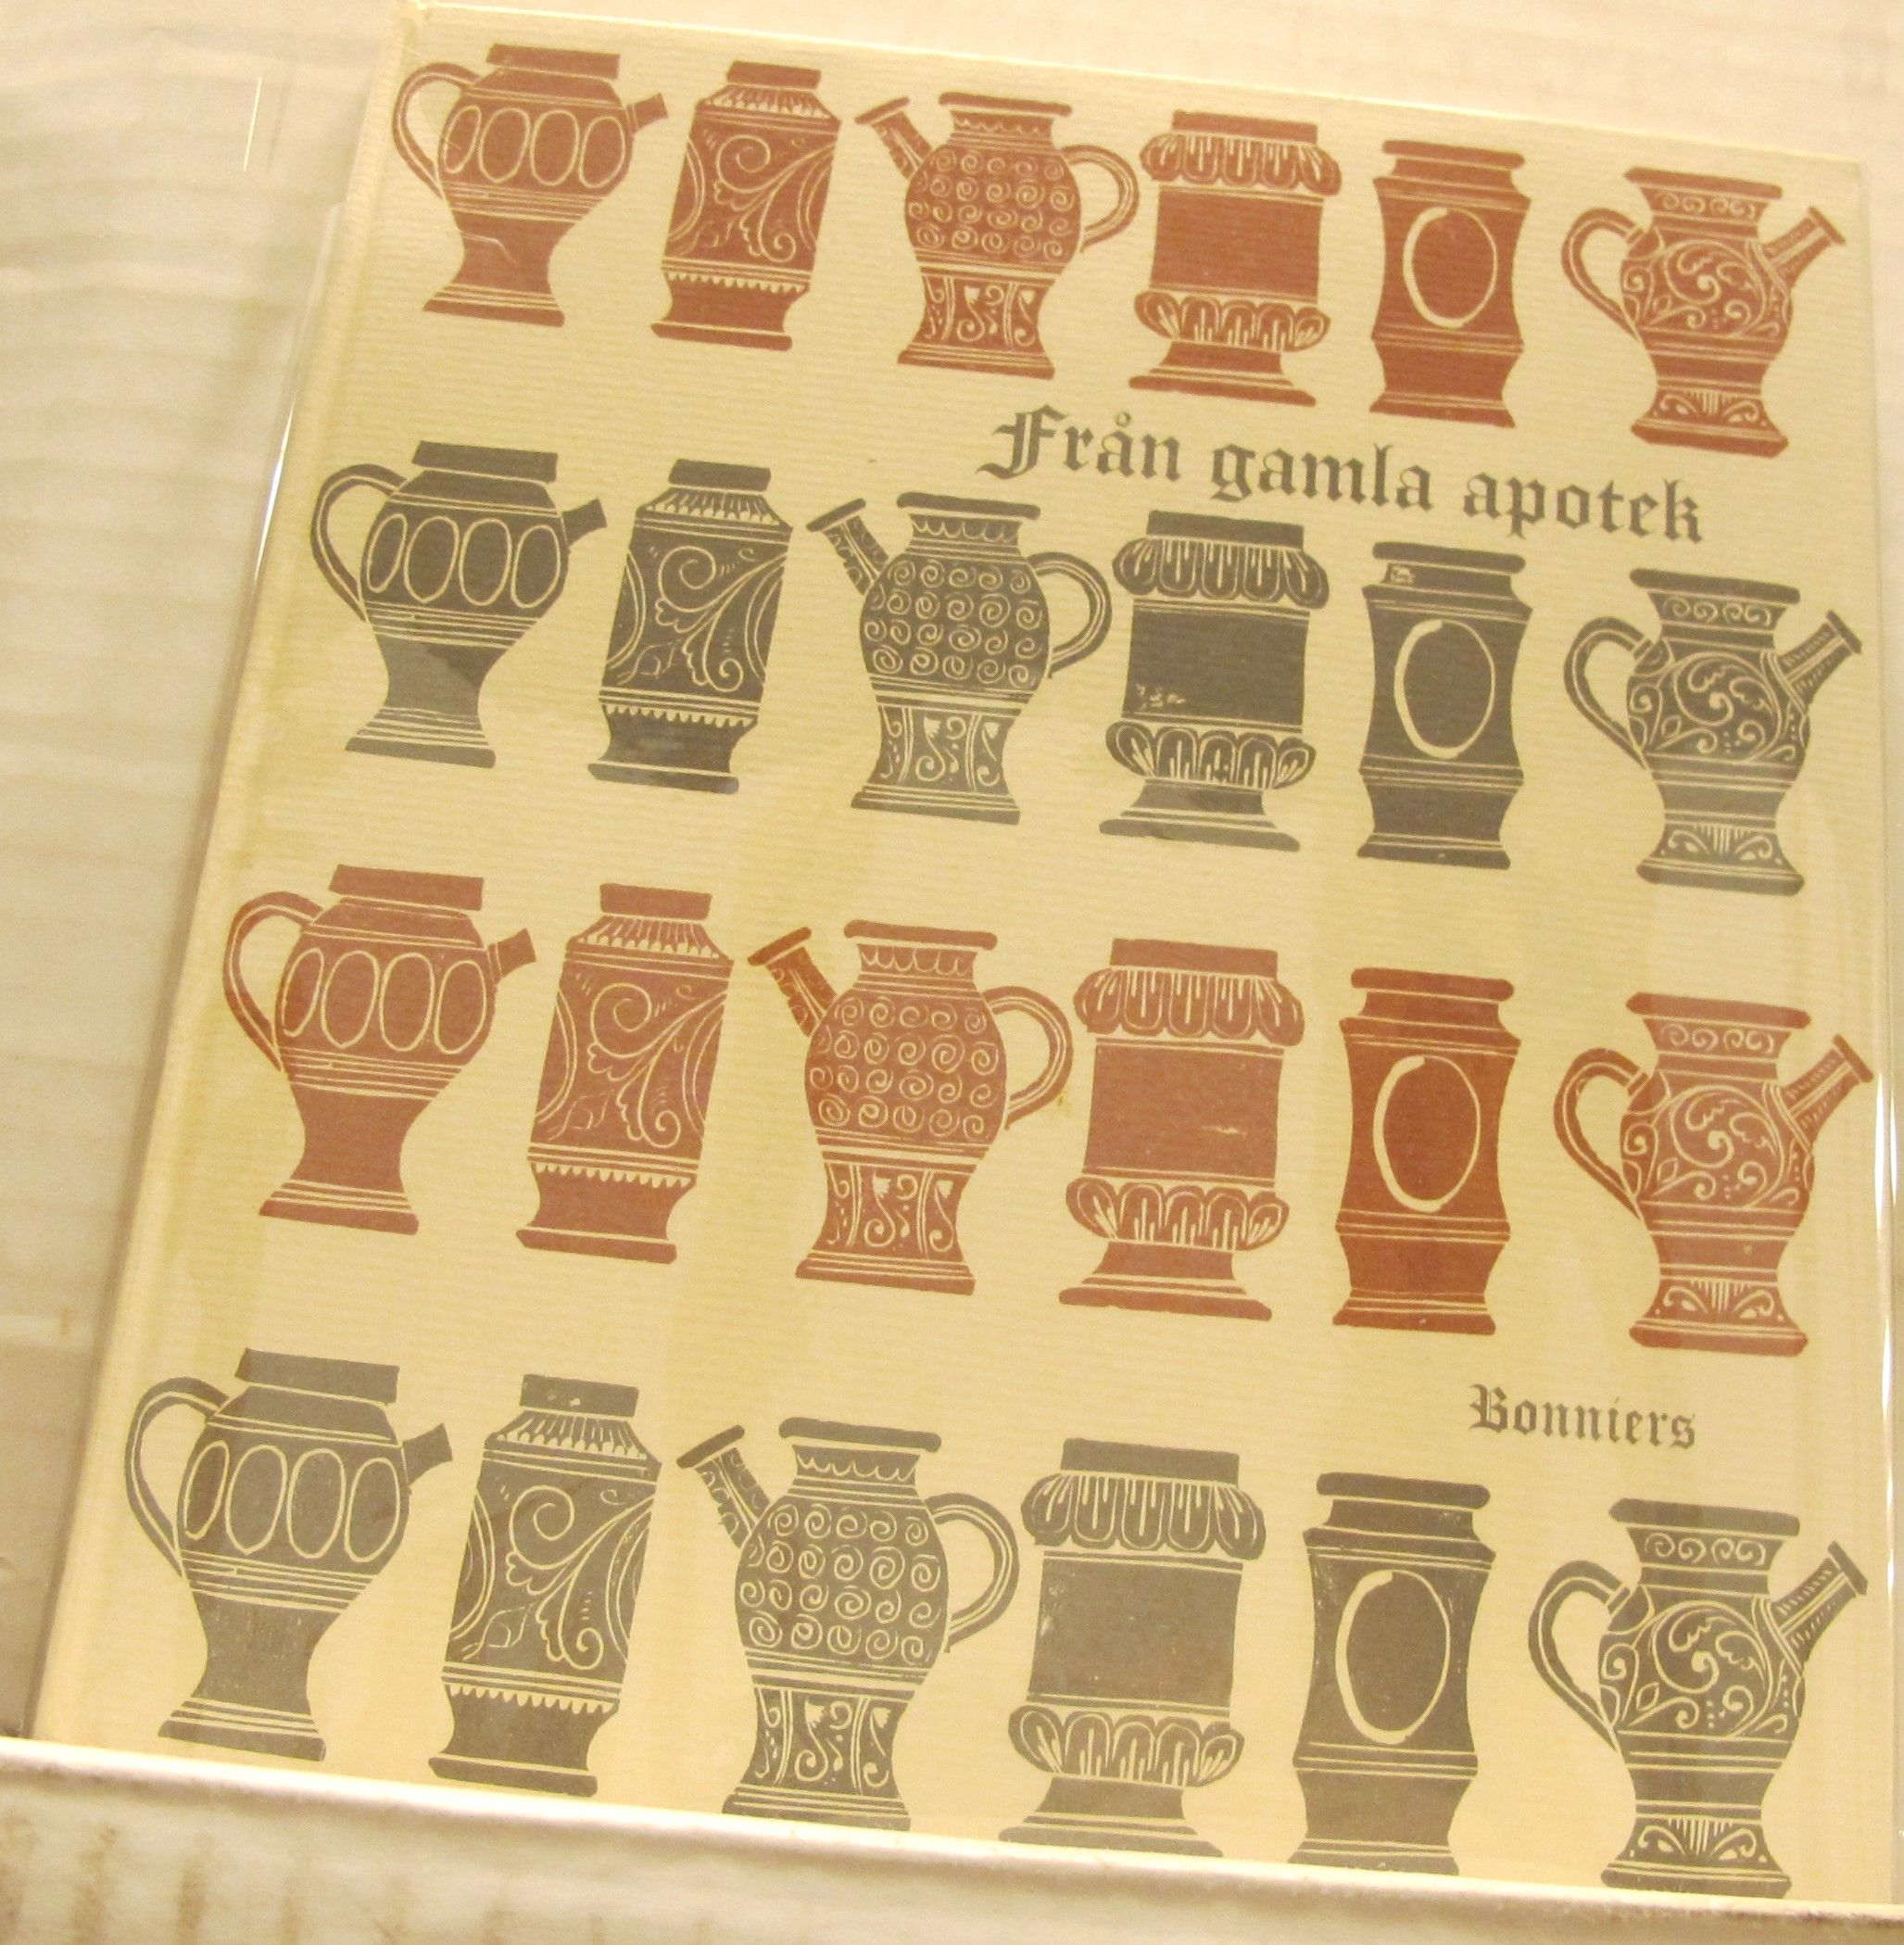 Från gamla apotek
Bonniers